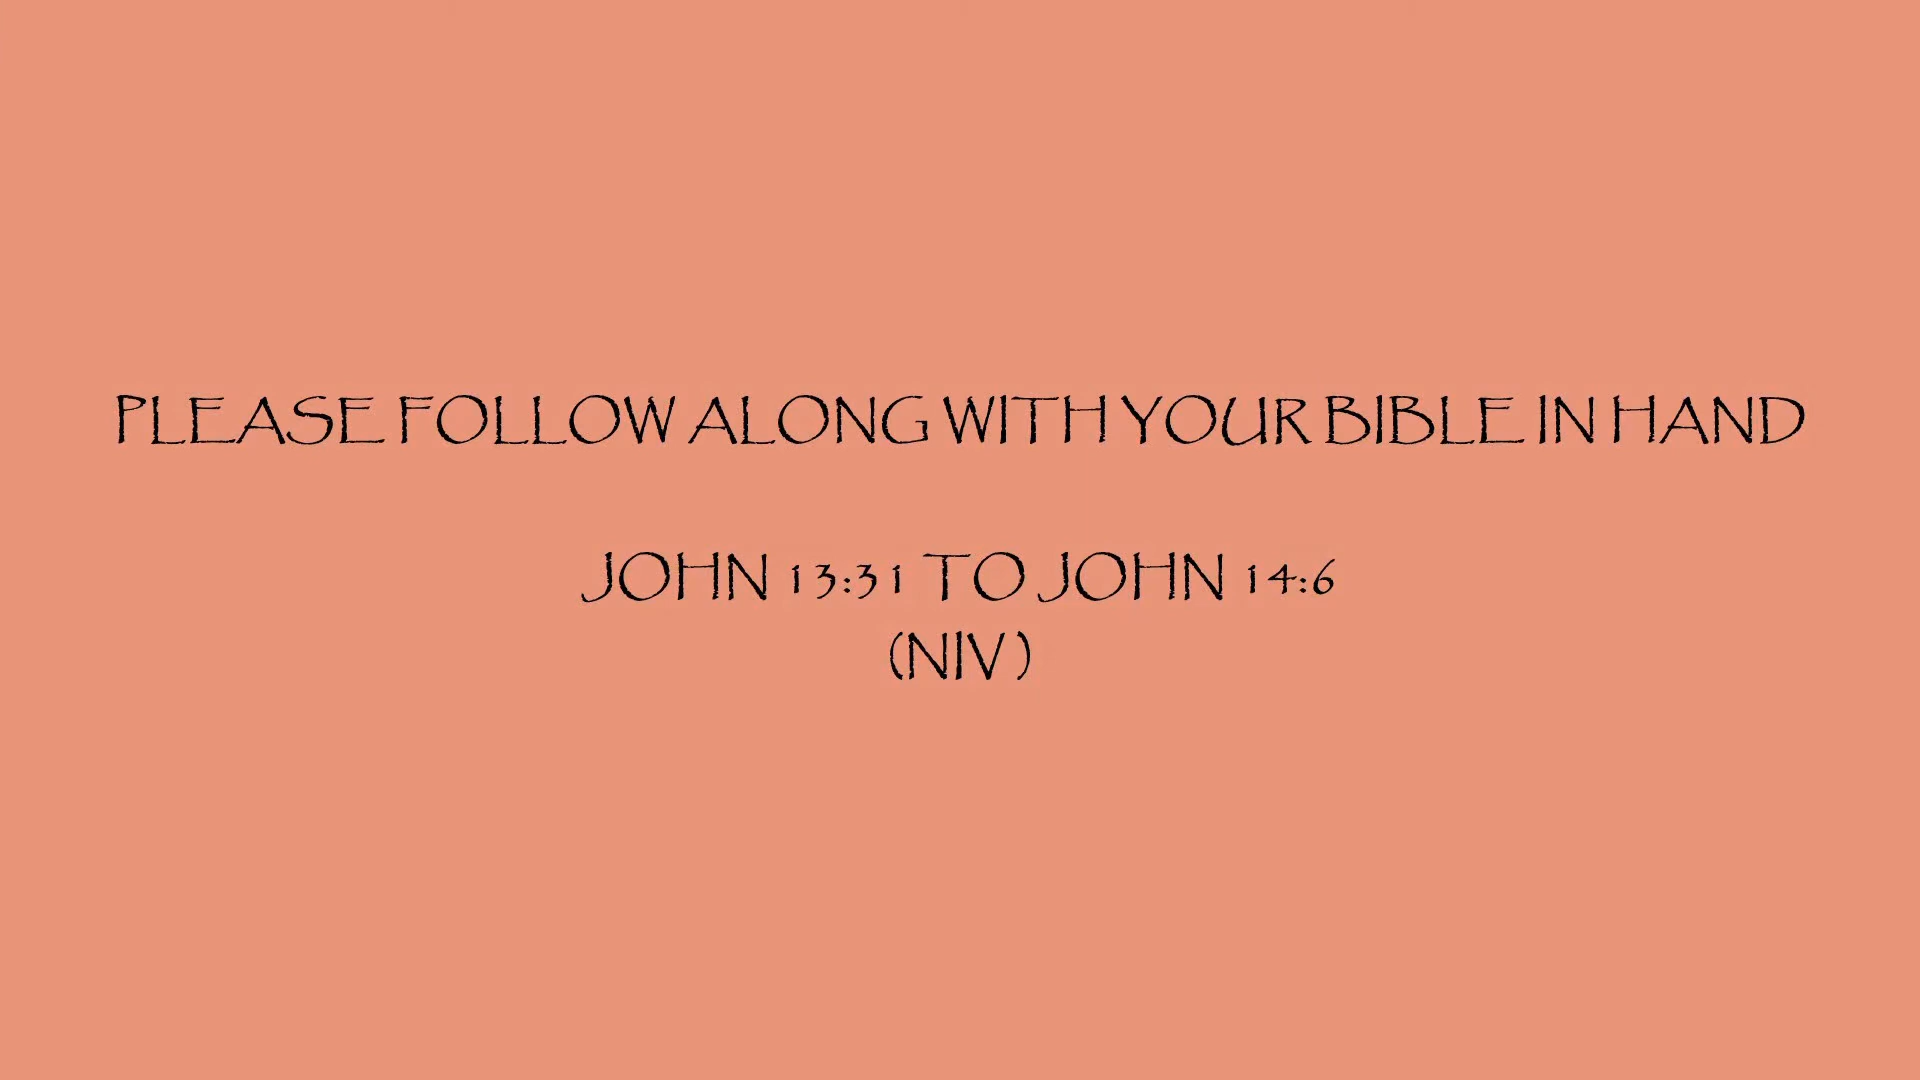 PLEASE FOLLOW ALONG WITH YOUR BIBLE IN HAND
JOHN 13:31 TO JOHN 14:6
(NIV)